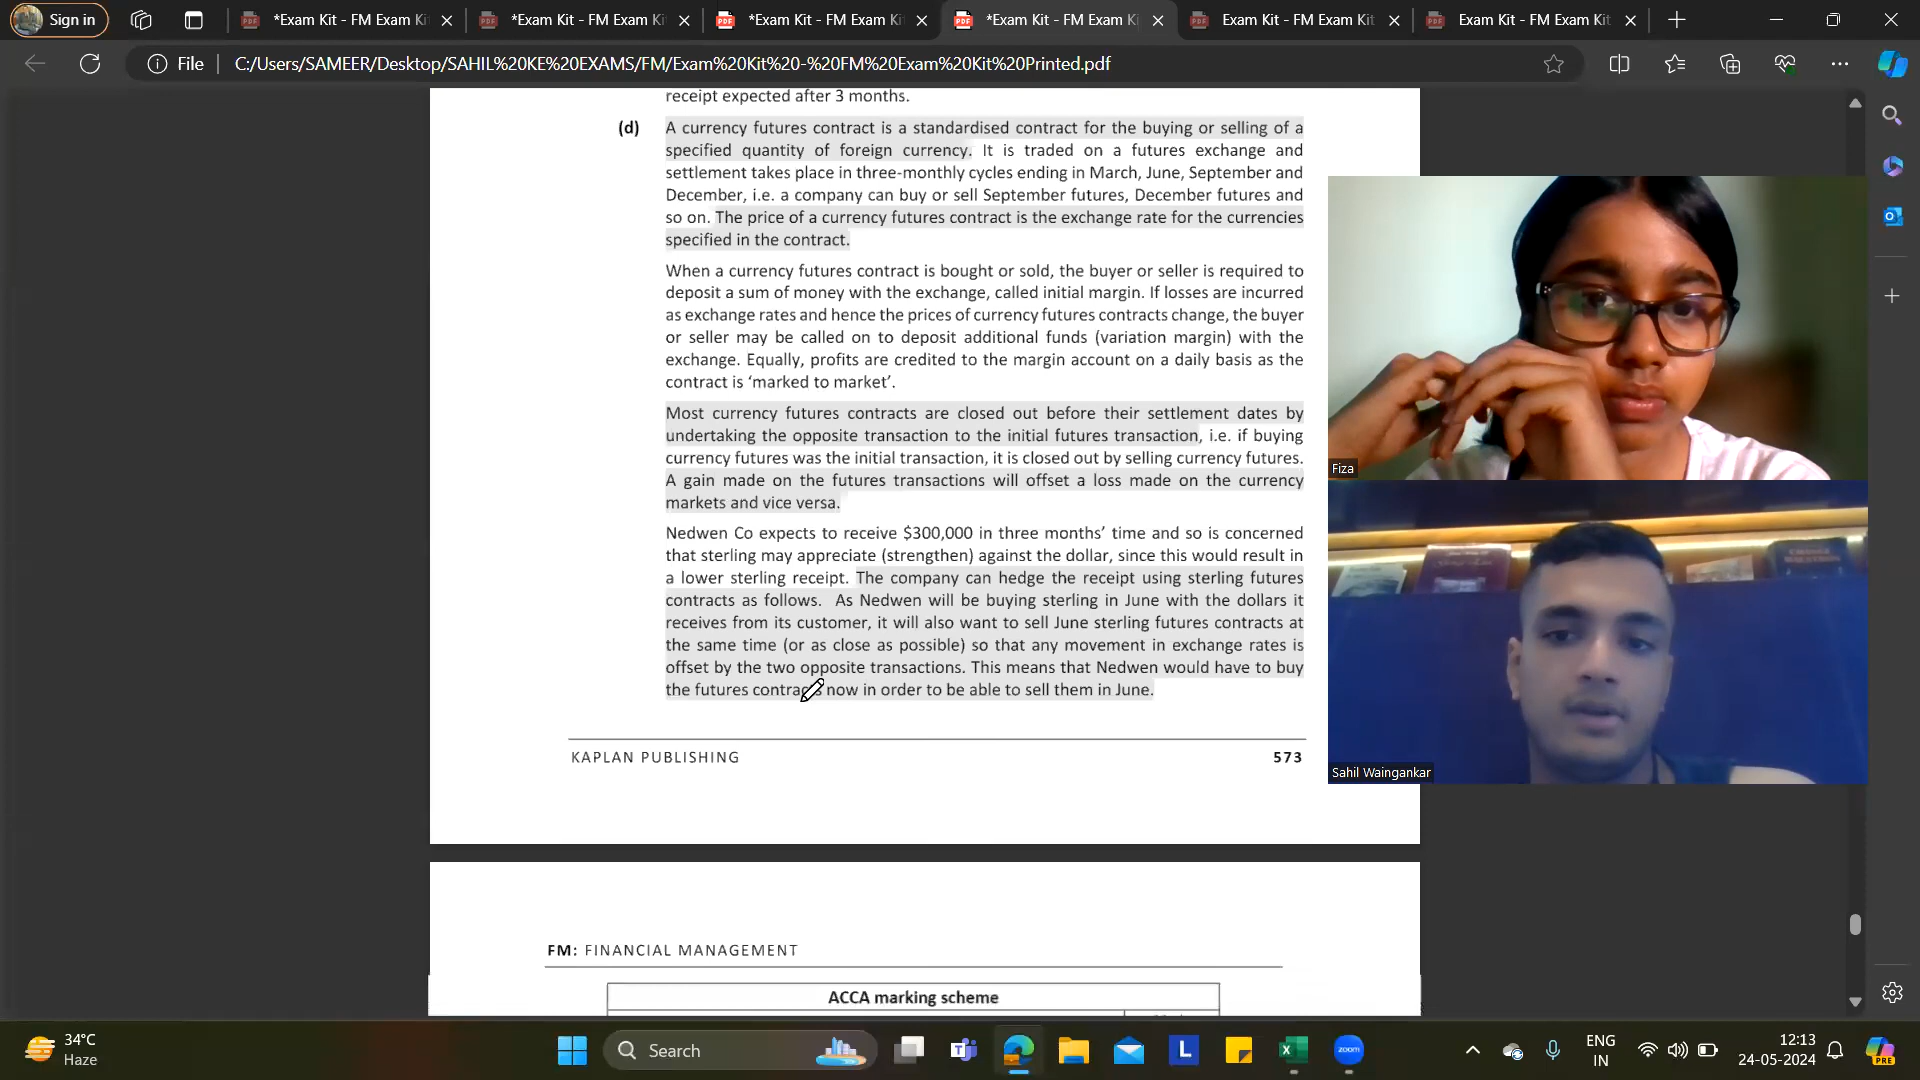 Sign in
*Exam Kit - FM Exam Ki
*Exam Kit - FM Exam Ki
*Exam Kit - FM Exam Ki
*Exam Kit - FM Exam Ki
Exam Kit - FM Exam Kit
Exam Kit - FM Exam Kit
File
C:/Users/SAMEER/Desktop/SAHIL%20KE%20EXAMS/FM/Exam%20Kit%20-%20FM%20Exam%20Kit%20Printed.pdf
receipt expected after 3 months.
(d) A currency futures contract is a standardised contract for the buying or selling of a
specified quantity of foreign currency. It is traded on a futures exchange and
settlement takes place in three-monthly cycles ending in March, June, September and
December, i.e. a company can buy or sell September futures, December futures and
so on. The price of a currency futures contract is the exchange rate for the currencies
specified in the contract.
When a currency futures contract is bought or sold, the buyer or seller is required to
deposit a sum of money with the exchange, called initial margin. If losses are incurred
as exchange rates and hence the prices of currency futures contracts change, the buyer
or seller may be called on to deposit additional funds (variation margin) with the
exchange. Equally, profits are credited to the margin account on a daily basis as the
contract is ‘marked to market’.
Most currency futures contracts are closed out before their settlement dates by
undertaking the opposite transaction to the initial futures transaction, i.e. if buying
currency futures was the initial transaction, it is closed out by selling currency futures.
A gain made on the futures transactions will offset a loss made on the currency
markets and vice versa.
Nedwen Co expects to receive $300,000 in three months’ time and so is concerned
that sterling may appreciate (strengthen) against the dollar, since this would result in
a lower sterling receipt. The company can hedge the receipt using sterling futures
contracts as follows. As Nedwen will be buying sterling in June with the dollars it
receives from its customer, it will also want to sell June sterling futures contracts at
the same time (or as close as possible) so that any movement in exchange rates is
offset by the two opposite transactions. This means that Nedwen would have to buy
the futures contracts now in order to be able to sell them in June.
KAPLAN PUBLISHING 573
Fiza
Sahil Waingankar
FM: FINANCIAL MANAGEMENT
ACCA marking scheme
34°C
Haze
Search
zoom
ENG
IN
12:13
24-05-2024
PRE